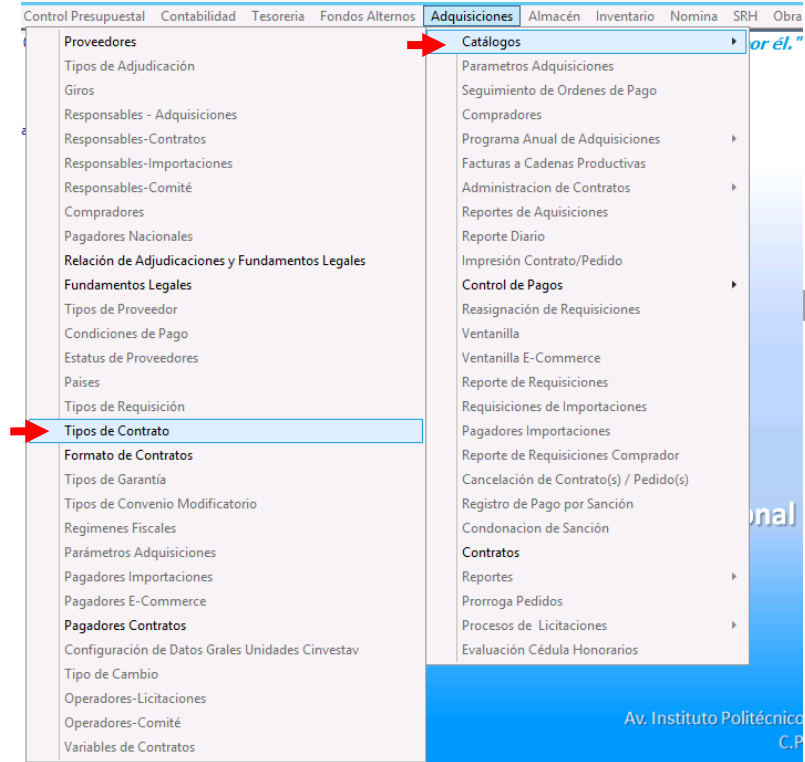 Control Presupuestal Contabilidad Tesoreria Fondos Alternos Adquisiciones Almacén Inventario Nomina SRH Obra
or él."
Proveedores
Tipos de Adjudicación
Giros
Responsables - Adquisiciones
Responsables-Contratos
Responsables-Importaciones
Responsables-Comité
Compradores
Pagadores Nacionales
Relación de Adjudicaciones y Fundamentos Legales
Fundamentos Legales
Tipos de Proveedor
Condiciones de Pago
Estatus de Proveedores
Paises
Tipos de Requisición
Tipos de Contrato
Formato de Contratos
Tipos de Garantía
Tipos de Convenio Modificatorio
Regimenes Fiscales
Parámetros Adquisiciones
Pagadores Importaciones
Pagadores E-Commerce
Pagadores Contratos
Configuración de Datos Grales Unidades Cinvestav
Tipo de Cambio
Operadores-Licitaciones
Operadores-Comité
Variables de Contratos
Catálogos
Parametros Adquisiciones
Seguimiento de Ordenes de Pago
Compradores
Programa Anual de Adquisiciones
Facturas a Cadenas Productivas
Administracion de Contratos
Reportes de Aquisiciones
Reporte Diario
Impresión Contrato/Pedido
Control de Pagos
Reasignación de Requisiciones
Ventanilla
Ventanilla E-Commerce
Reporte de Requisiciones
Requisiciones de Importaciones
Pagadores Importaciones
Reporte de Requisiciones Comprador
Cancelación de Contrato(s) / Pedido(s)
Registro de Pago por Sanción
Condonacion de Sanción
Contratos
Reportes
Prorroga Pedidos
Procesos de Licitaciones
Evaluación Cédula Honorarios
onal
Av. Instituto Politécnico
C.P